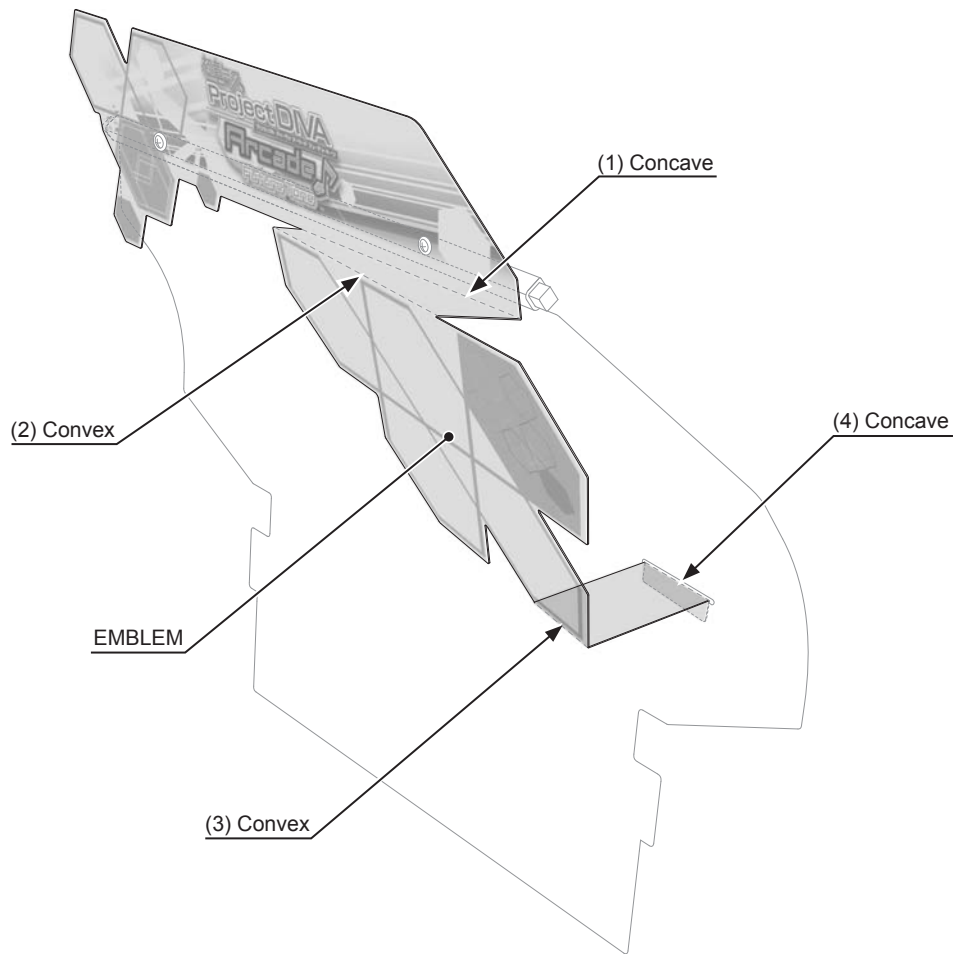 Project DIVA
Arcade
(1) Concave
(2) Convex
(4) Concave
EMBLEM
(3) Convex